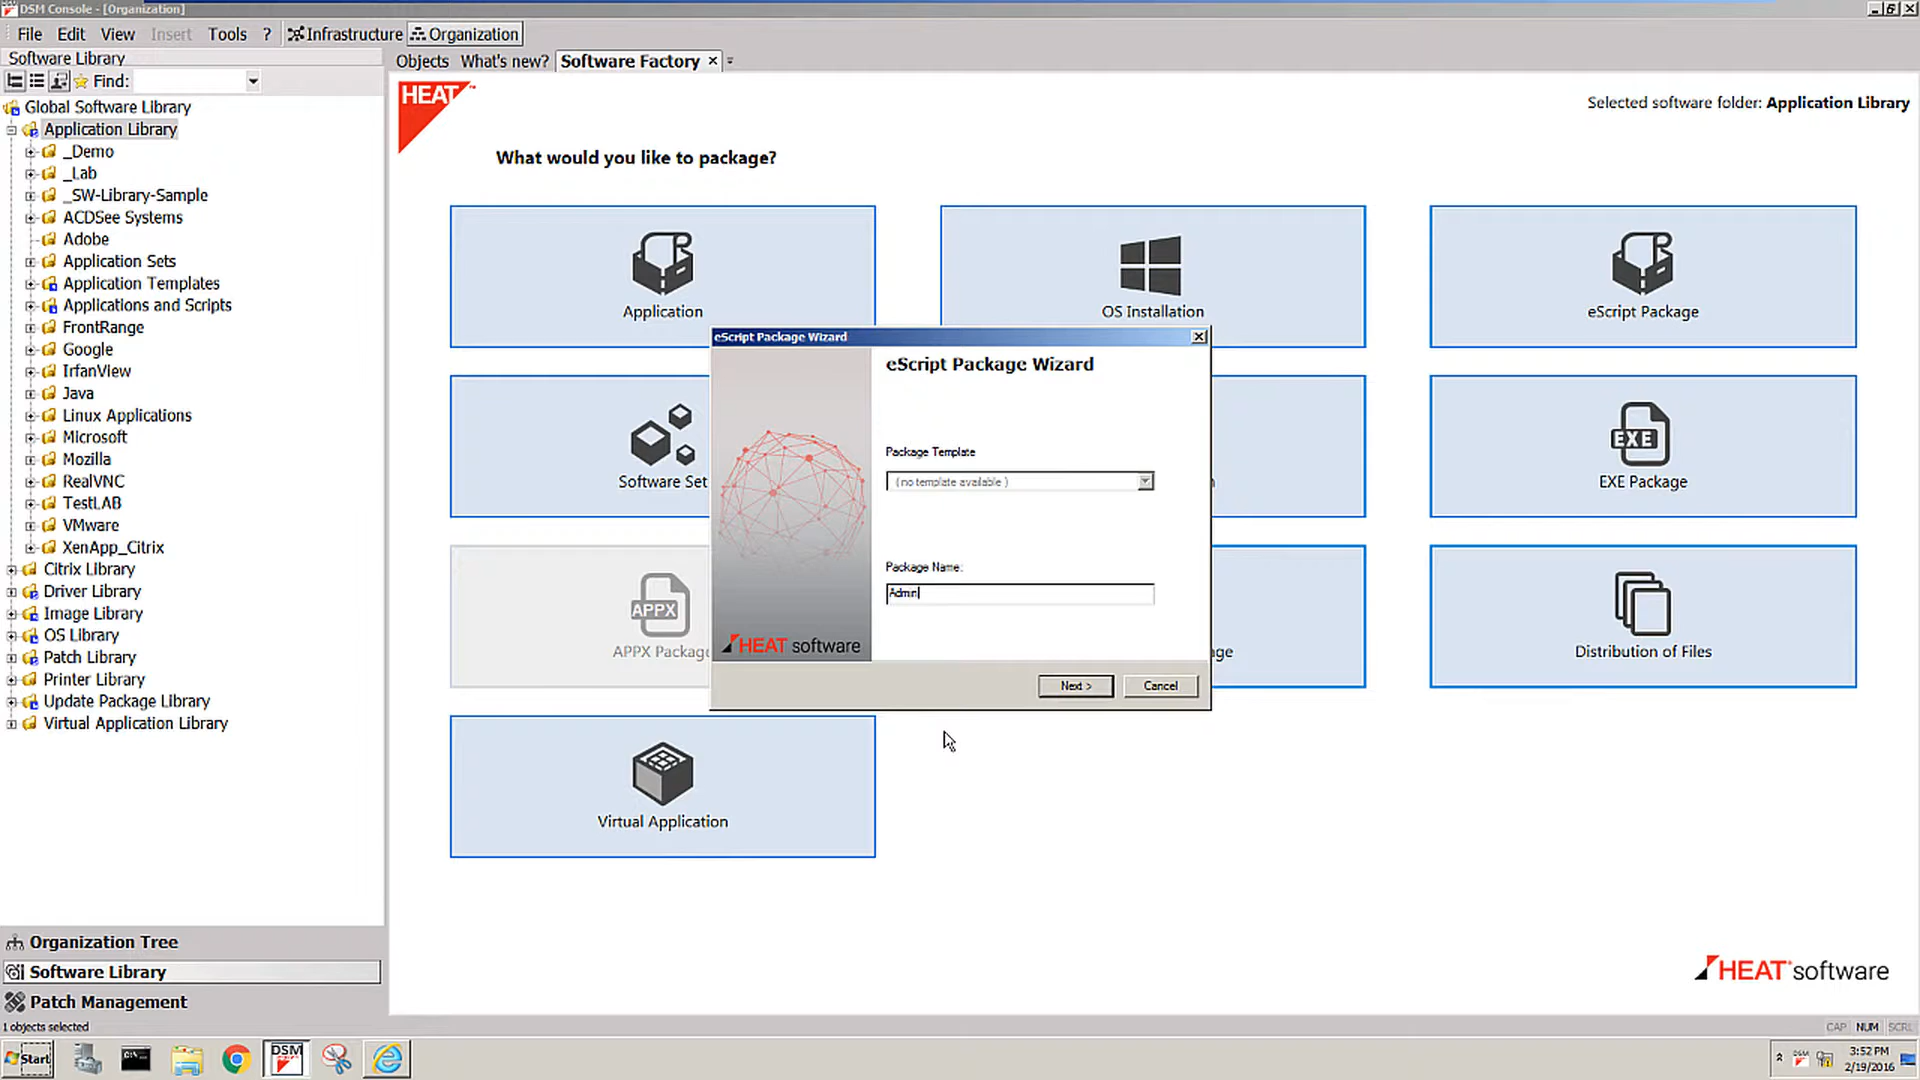 DSM Console - [Organization]
File Edit View Insert Tools ? Infrastructure Organization
Software Library
Find:
Global Software Library
Application Library
_Demo
_Lab
_SW-Library-Sample
ACDSee Systems
Adobe
Application Sets
Application Templates
Applications and Scripts
FrontRange
Google
IrfanView
Java
Linux Applications
Microsoft
Mozilla
RealVNC
TestLAB
VMware
XenApp_Citrix
Citrix Library
Driver Library
Image Library
OS Library
Patch Library
Printer Library
Update Package Library
Virtual Application Library
Organization Tree
Software Library
Patch Management
1 objects selected
Objects What's new? Software Factory
HEAT
Selected software folder: Application Library
What would you like to package?
Application
OS Installation
eScript Package
Software Set
EXE
EXE Package
APPX
APPX Package
Distribution of Files
Virtual Application
eScript Package Wizard
eScript Package Wizard
Package Template
( no template available )
Package Name:
Admin
HEAT software
Next >
Cancel
HEAT software
CAP NUM SCRL
Start
DSM
DSM
3:52 PM
2/19/2016